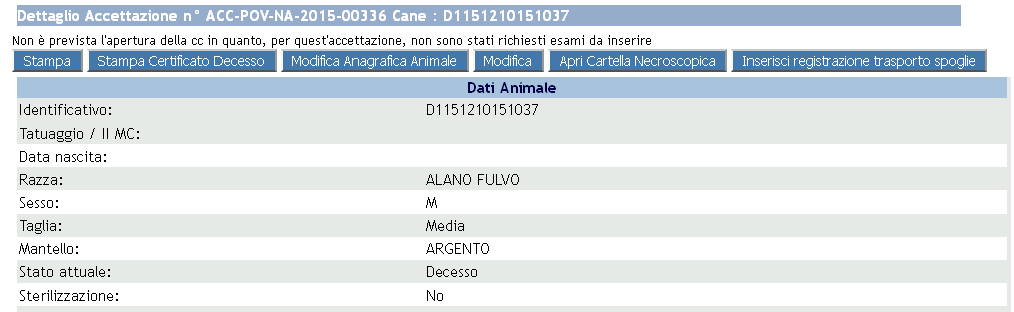 Dettaglio Accettazione n° ACC-POV-NA-2015-00336 Cane : D1151210151037
Non è prevista l'apertura della cc in quanto, per quest'accettazione, non sono stati richiesti esami da inserire
Stampa Stampa Certificato Decesso Modifica Anagrafica Animale Modifica Apri Cartella Necroscopica Inserisci registrazione trasporto spoglie
Dati Animale
Identificativo: D1151210151037
Tatuaggio / II MC:
Data nascita:
Razza: ALANO FULVO
Sesso: M
Taglia: Media
Mantello: ARGENTO
Stato attuale: Decesso
Sterilizzazione: No